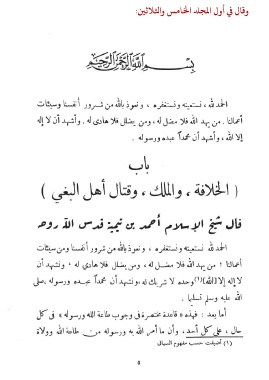 وقال في أول المجلد الخامس والثلاثين:
بسم الله الرحمن الرحيم
الحمد لله، نستعينه ونستغفره، ونعوذ بالله من شرور أنفسنا وسيئات
أعمالنا. من يهد الله فلا مضل له، ومن يضلل فلا هادي له. وأشهد أن لا
إله إلا الله، وأشهد أن محمداً عبده ورسوله.
باب
( الخلافة، والملك، وقتال أهل البغي )
قال شيخ الإسلام أحمد بن تيمية قدس الله روحه
الحمد لله نستعينه ونستغفره، ونعوذ بالله من شرور أنفسنا ومن سيئات
أعمالنا! من يهد الله فلا مضل له، ومن يضلل فلا هادي له؛ ونشهد أن
لا إله إلا الله(١) وحده لا شريك له، ونشهد أن محمداً عبده ورسوله صلى
الله عليه وسلم تسليما.
أما بعد: فهذه «قاعدة مختصرة في وجوب طاعة الله ورسوله» في كل
حال، على كل أحد، وأن ما أمر الله به ورسوله من طاعة الله وولاة
(١) أضيفت حسب مفهوم السياق
٥